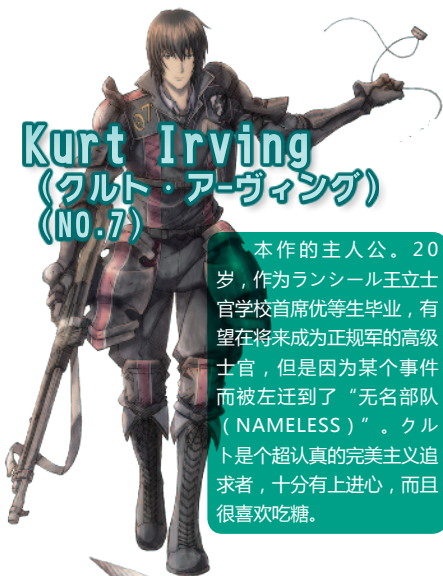 07
Kurt Irving
(クルト・アーヴィング)
(NO.7)
本作的主人公。20
岁，作为ランシール王立士
官学校首席优等生毕业，有
望在将来成为正规军的高级
士官，但是因为某个事件
而被左迁到了“无名部队
（NAMELESS）”。クル
ト是个超认真的完美主义追
求者，十分有上进心，而且
很喜欢吃糖。